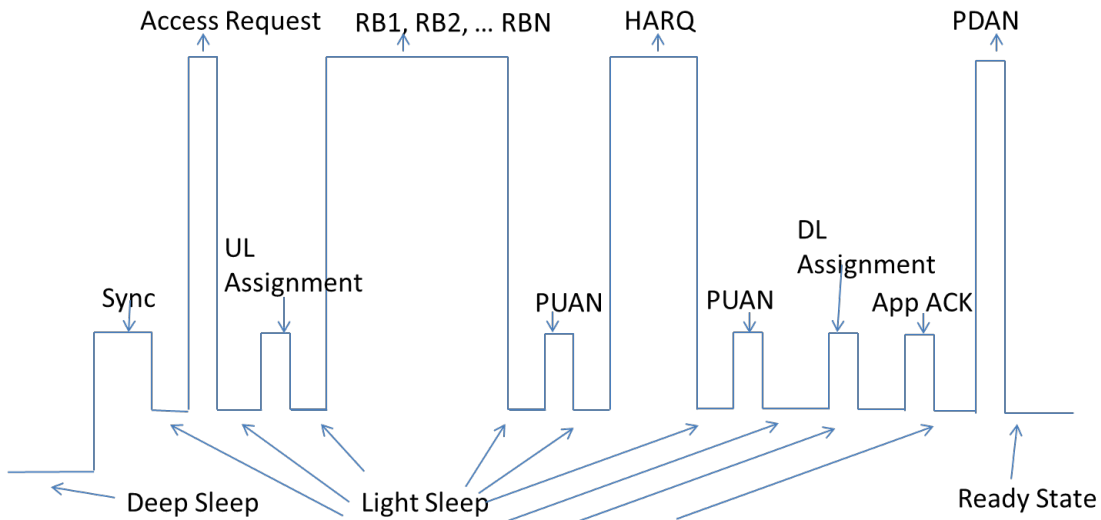 Access Request
RB1, RB2, ... RBN
HARQ
PDAN
UL
Assignment
DL
Assignment
Sync
PUAN
PUAN
App ACK
Deep Sleep
Light Sleep
Ready State